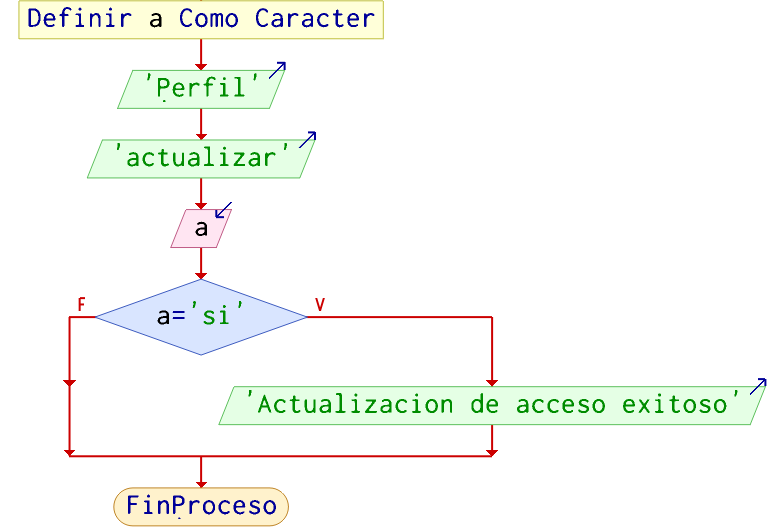 Definir a Como Caracter
'Perfil'
'actualizar'
a
F
a='si'
V
'Actualizacion de acceso exitoso'
FinProceso